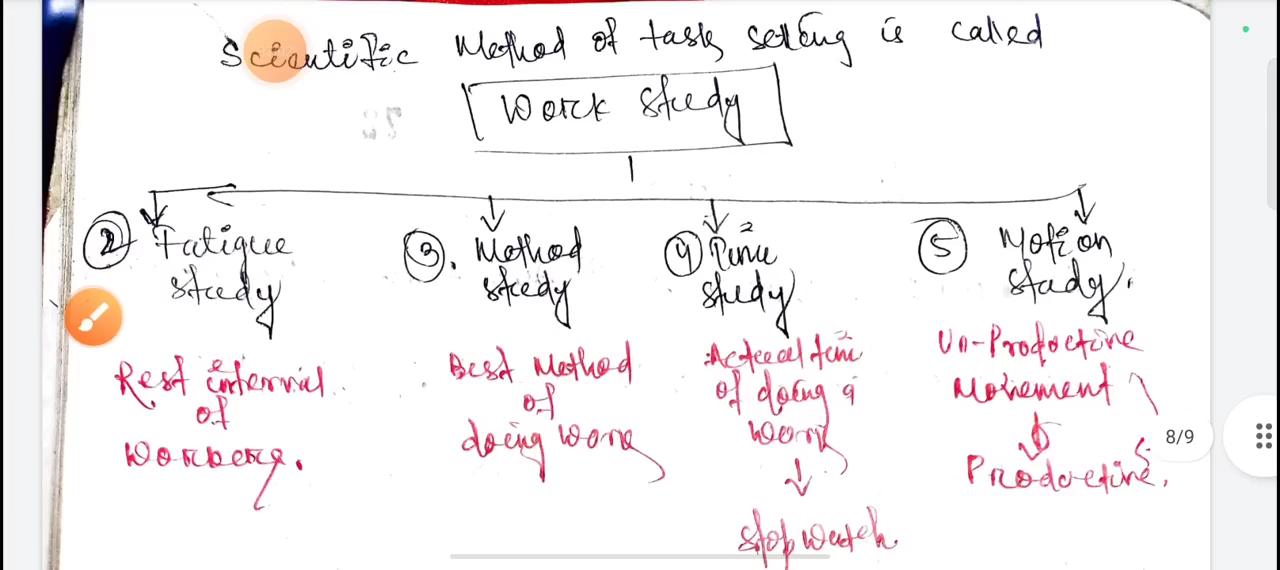 Scientific Method of task setting is called
Work study
② Fatigue
study
Rest interval
of
Workers.
③. Method
study
Best Method
of
doing work
④ Time
study
Actual time
of doing a
work
stop watch.
⑤ Motion
study.
Un-Productive
Movement
Productive.
8/9